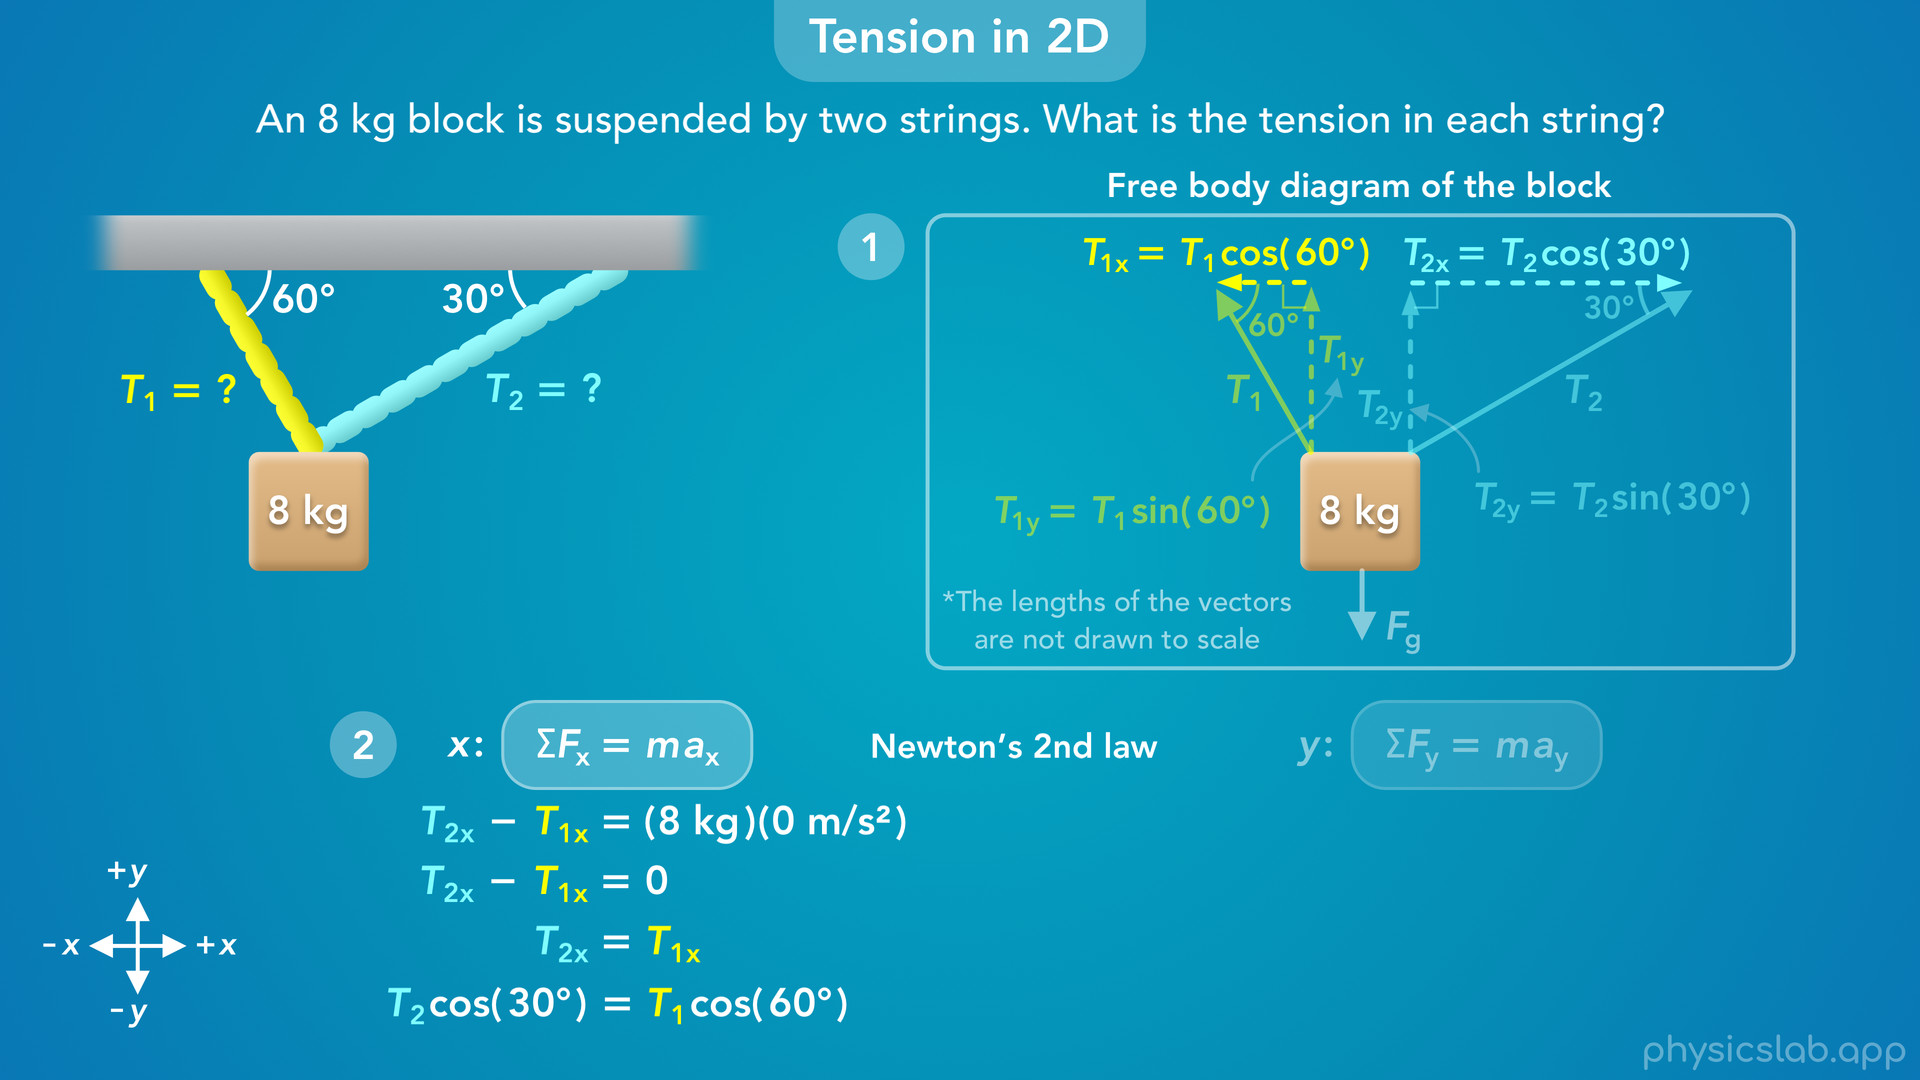 Tension in 2D
An 8 kg block is suspended by two strings. What is the tension in each string?
Free body diagram of the block
1
60°
30°
T₁ = ?
T₂ = ?
8 kg
T₁ₓ = T₁cos(60°)
T₂ₓ = T₂cos(30°)
60°
30°
T1y
T₁
T2y
T₂
T1y = T₁sin(60°)
8 kg
T2y = T₂sin(30°)
*The lengths of the vectors
are not drawn to scale
Fg
2
x: ΣFₓ = maₓ
Newton’s 2nd law
y: ΣFy = may
T₂ₓ − T₁ₓ = (8 kg)(0 m/s²)
T₂ₓ − T₁ₓ = 0
T₂ₓ = T₁ₓ
T₂cos(30°) = T₁cos(60°)
+y
−x
+x
−y
physicslab.app